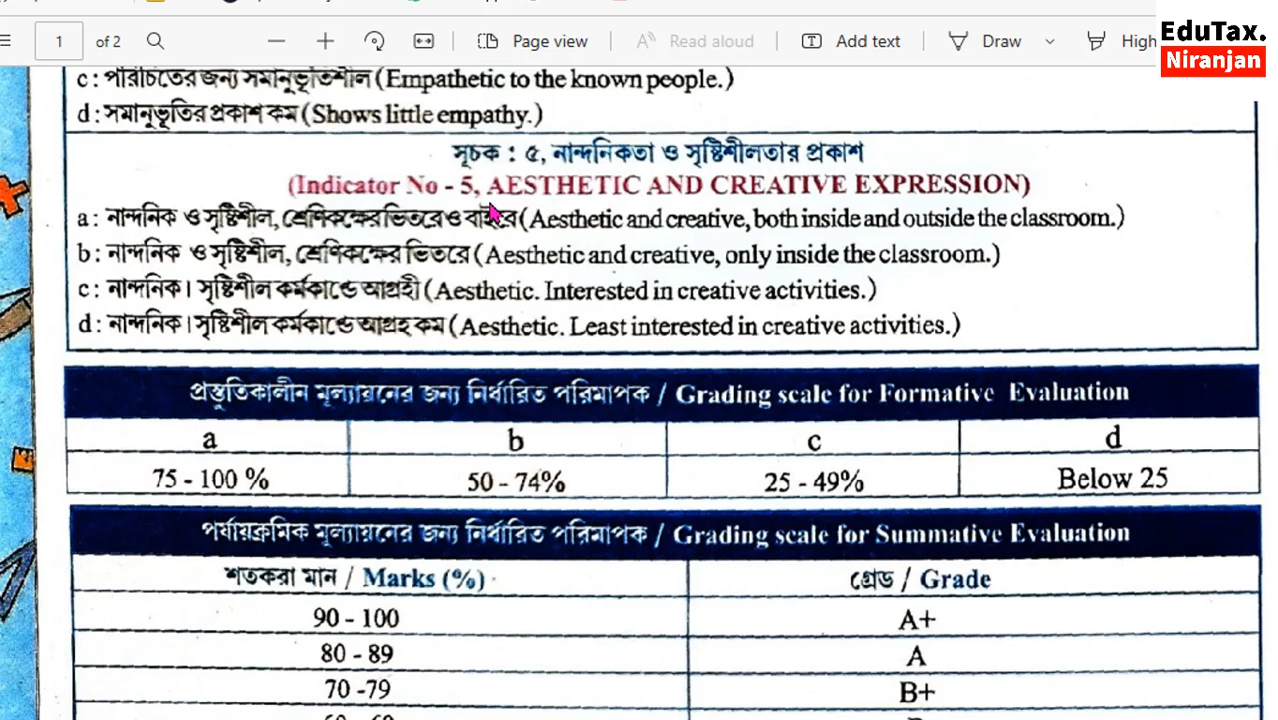 1 of 2 Page view Read aloud Add text Draw High
EduTax.
Niranjan
c : পরিচিতের জন্য সমানুভূতিশীল (Empathetic to the known people.)
d : সমানুভূতির প্রকাশ কম (Shows little empathy.)
সূচক : ৫, নান্দনিকতা ও সৃষ্টিশীলতার প্রকাশ
(Indicator No - 5, AESTHETIC AND CREATIVE EXPRESSION)
a : নান্দনিক ও সৃষ্টিশীল, শ্রেণিকক্ষের ভিতরে ও বাইরে (Aesthetic and creative, both inside and outside the classroom.)
b : নান্দনিক ও সৃষ্টিশীল, শ্রেণিকক্ষের ভিতরে (Aesthetic and creative, only inside the classroom.)
c : নান্দনিক। সৃষ্টিশীল কর্মকাণ্ডে আগ্রহী (Aesthetic. Interested in creative activities.)
d : নান্দনিক। সৃষ্টিশীল কর্মকাণ্ডে আগ্রহ কম (Aesthetic. Least interested in creative activities.)
প্রস্তুতিকালীন মূল্যায়নের জন্য নির্ধারিত পরিমাপক / Grading scale for Formative Evaluation
a b c d
75 - 100 % 50 - 74% 25 - 49% Below 25
পর্যায়ক্রমিক মূল্যায়নের জন্য নির্ধারিত পরিমাপক / Grading scale for Summative Evaluation
শতকরা মান / Marks (%) গ্রেড / Grade
90 - 100 A+
80 - 89 A
70 -79 B+